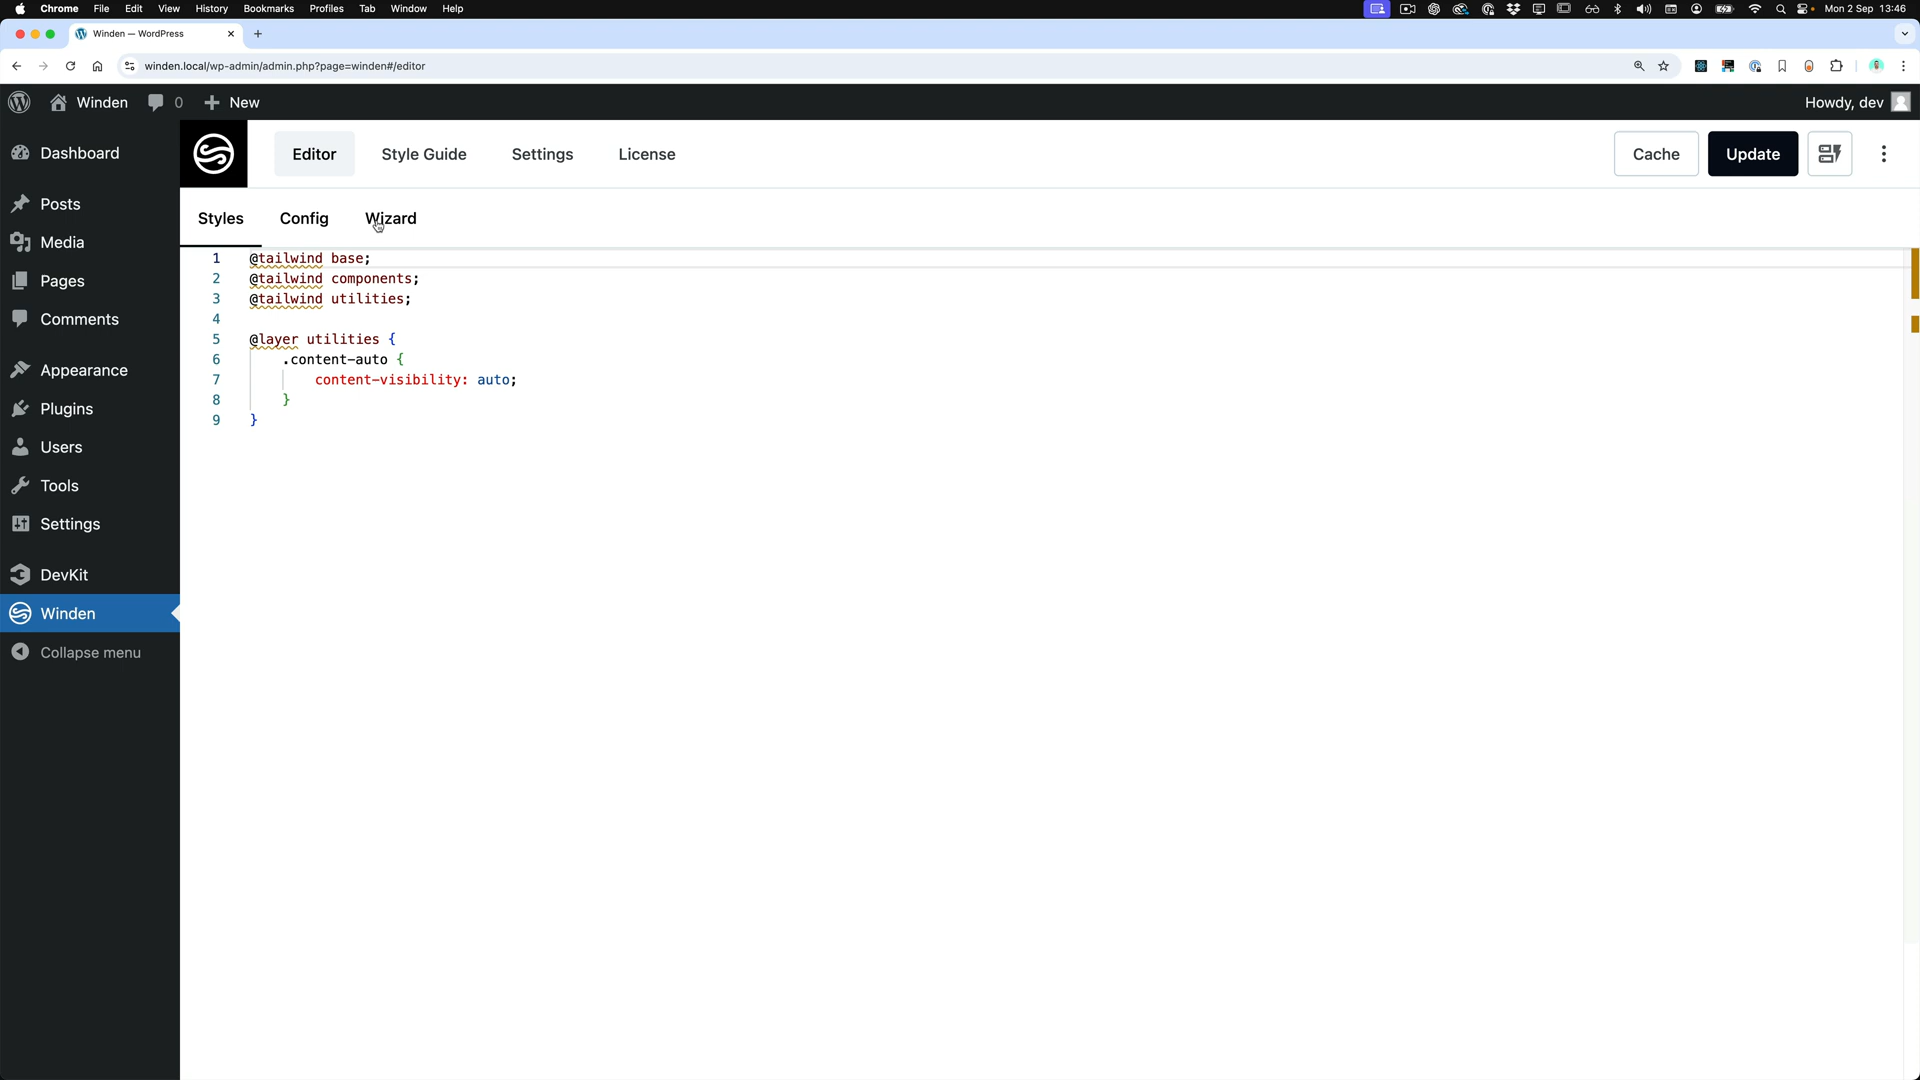 Chrome File Edit View History Bookmarks Profiles Tab Window Help Mon 2 Sep 13:46
Winden — WordPress
winden.local/wp-admin/admin.php?page=winden#/editor
Winden 0 New Howdy, dev
Dashboard
Posts
Media
Pages
Comments
Appearance
Plugins
Users
Tools
Settings
DevKit
Winden
Collapse menu
Editor Style Guide Settings License Cache Update
Styles Config Wizard
1 @tailwind base;
2 @tailwind components;
3 @tailwind utilities;
4
5 @layer utilities {
6 .content-auto {
7 content-visibility: auto;
8 }
9 }